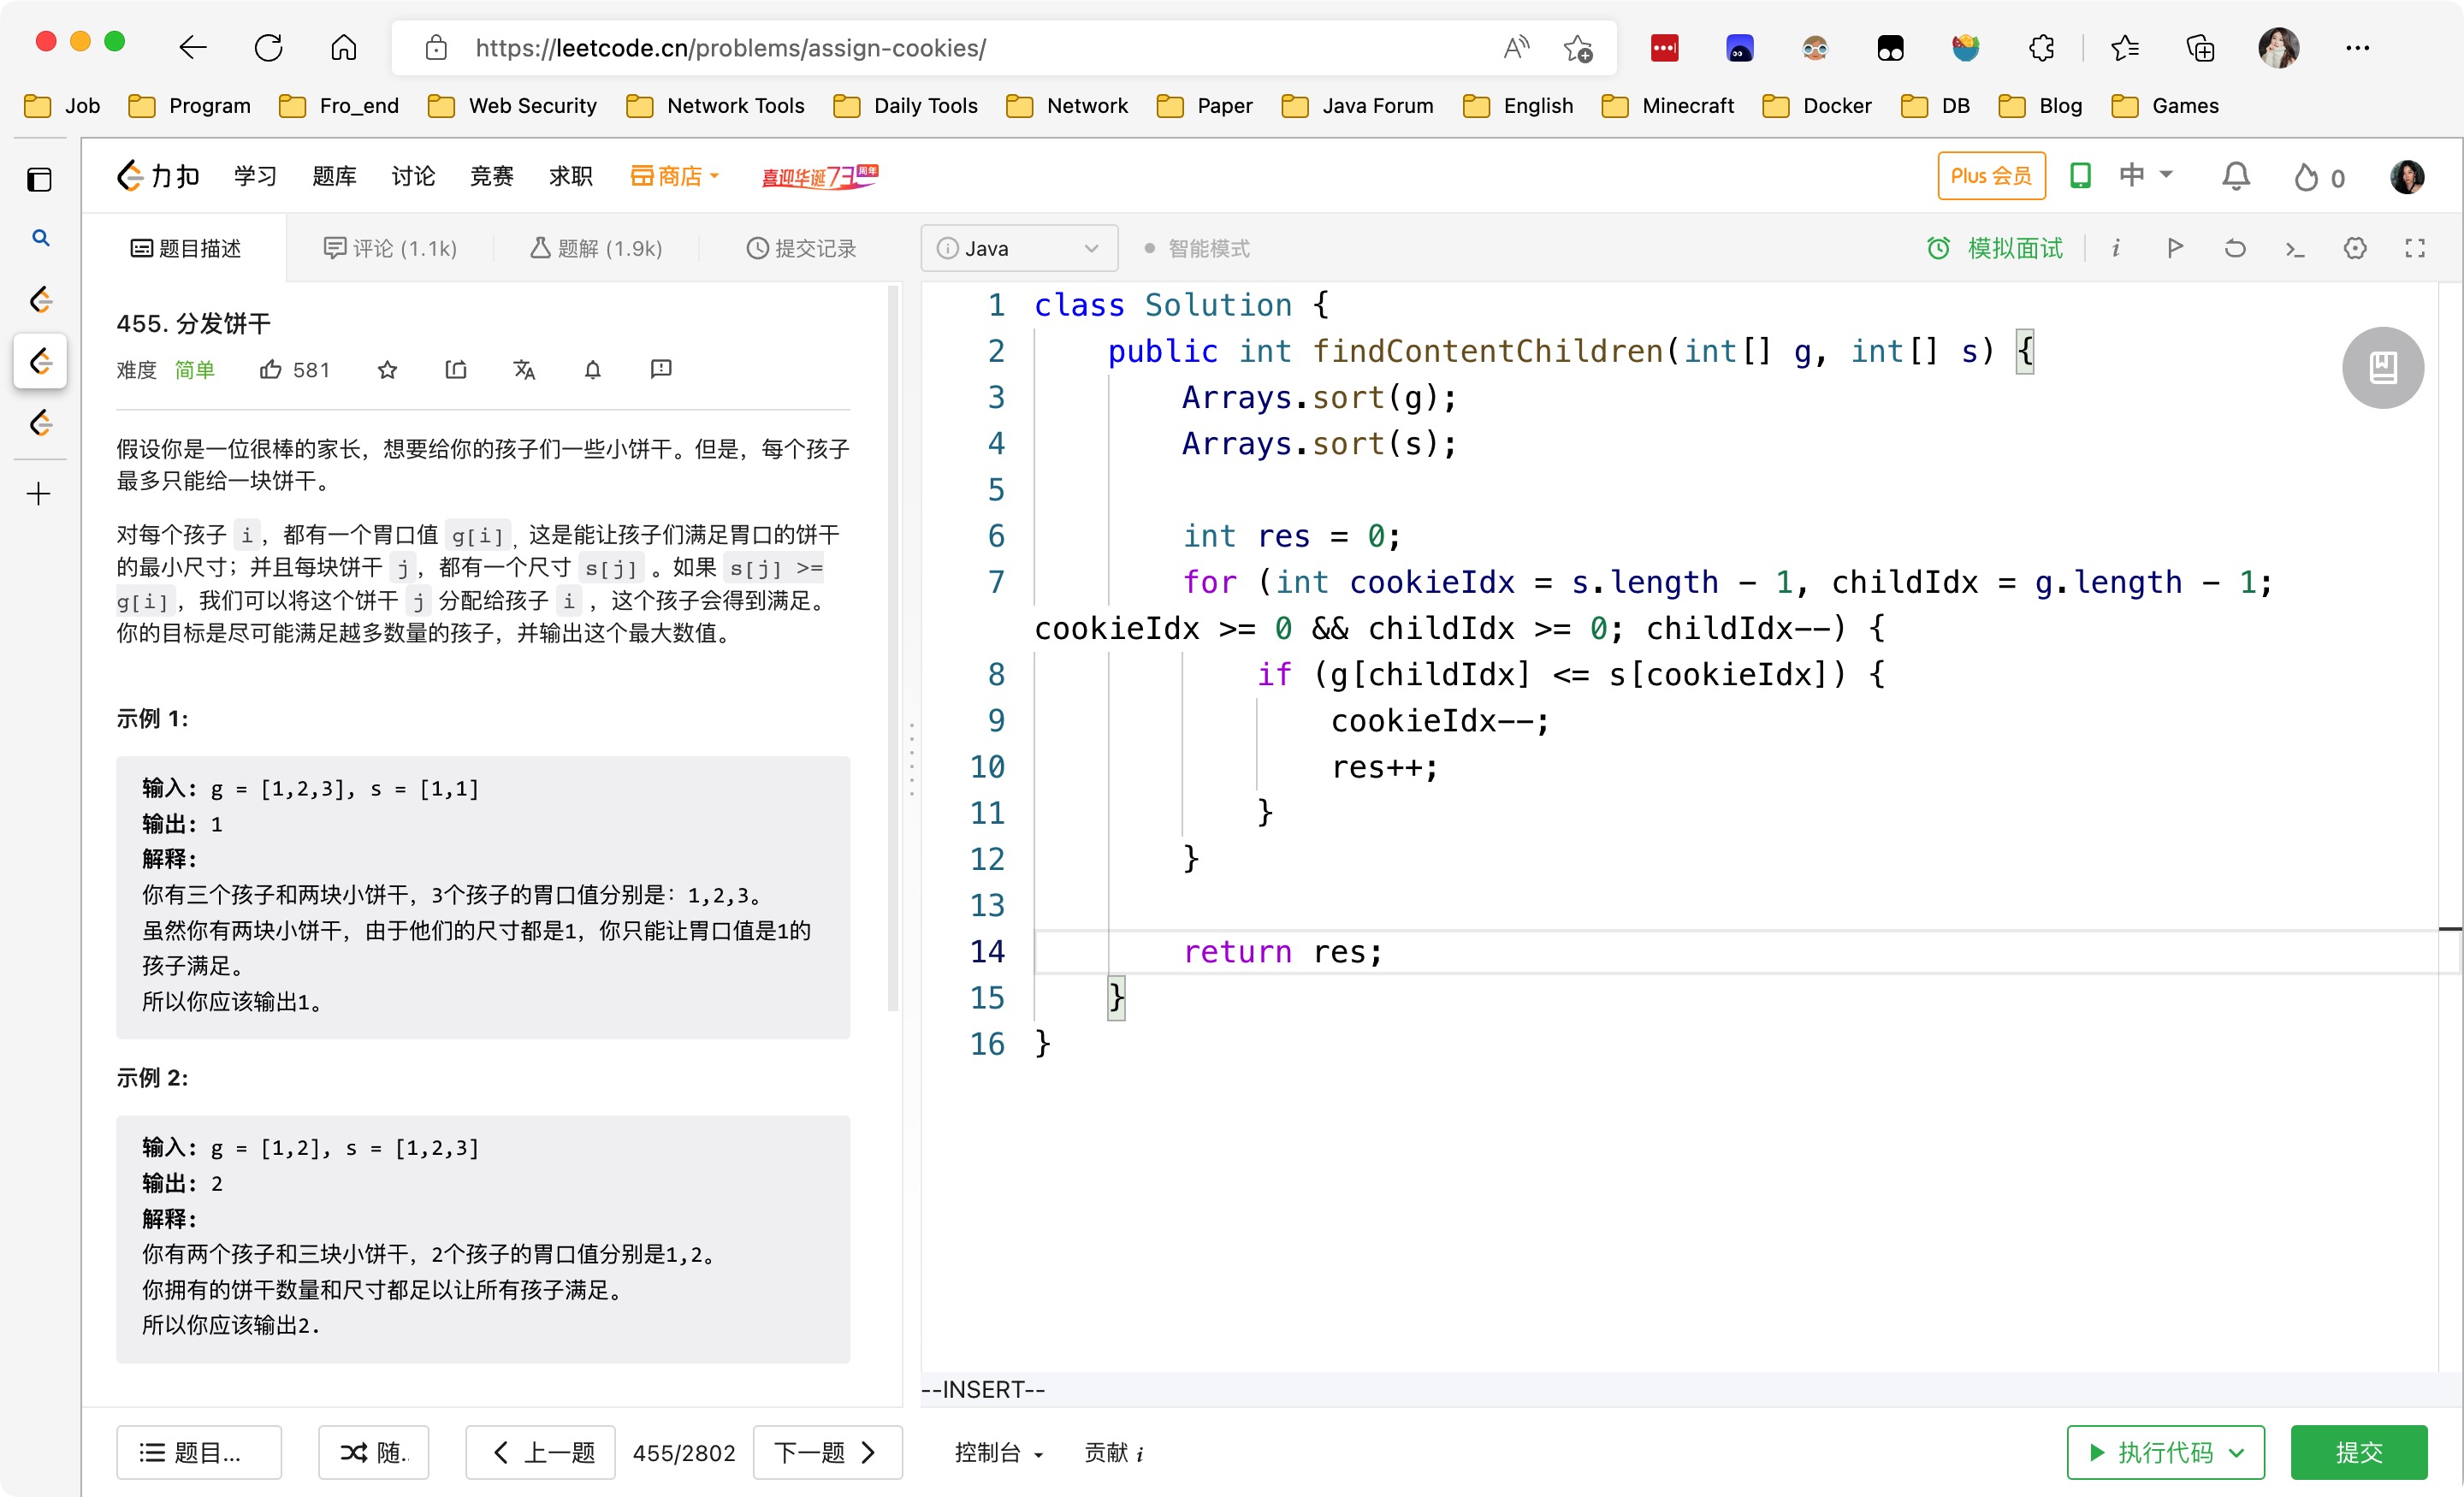 https://leetcode.cn/problems/assign-cookies/
Job Program Fro_end Web Security Network Tools Daily Tools Network Paper Java Forum English Minecraft Docker DB Blog Games
力扣 学习 题库 讨论 竞赛 求职 商店 喜迎华诞73周年 Plus 会员 中 0
题目描述 评论 (1.1k) 题解 (1.9k) 提交记录
455. 分发饼干
难度 简单 581
假设你是一位很棒的家长，想要给你的孩子们一些小饼干。但是，每个孩子
最多只能给一块饼干。
对每个孩子 i，都有一个胃口值 g[i]，这是能让孩子们满足胃口的饼干
的最小尺寸；并且每块饼干 j，都有一个尺寸 s[j] 。如果 s[j] >=
g[i]，我们可以将这个饼干 j 分配给孩子 i ，这个孩子会得到满足。
你的目标是尽可能满足越多数量的孩子，并输出这个最大数值。
示例 1:
输入: g = [1,2,3], s = [1,1]
输出: 1
解释:
你有三个孩子和两块小饼干，3个孩子的胃口值分别是：1,2,3。
虽然你有两块小饼干，由于他们的尺寸都是1，你只能让胃口值是1的
孩子满足。
所以你应该输出1。
示例 2:
输入: g = [1,2], s = [1,2,3]
输出: 2
解释:
你有两个孩子和三块小饼干，2个孩子的胃口值分别是1,2。
你拥有的饼干数量和尺寸都足以让所有孩子满足。
所以你应该输出2.
题目... 随.. 上一题 455/2802 下一题
Java 智能模式 模拟面试
1 class Solution {
2 public int findContentChildren(int[] g, int[] s) {
3 Arrays.sort(g);
4 Arrays.sort(s);
5
6 int res = 0;
7 for (int cookieIdx = s.length - 1, childIdx = g.length - 1;
cookieIdx >= 0 && childIdx >= 0; childIdx--) {
8 if (g[childIdx] <= s[cookieIdx]) {
9 cookieIdx--;
10 res++;
11 }
12 }
13
14 return res;
15 }
16 }
--INSERT--
控制台 贡献 i 执行代码 提交